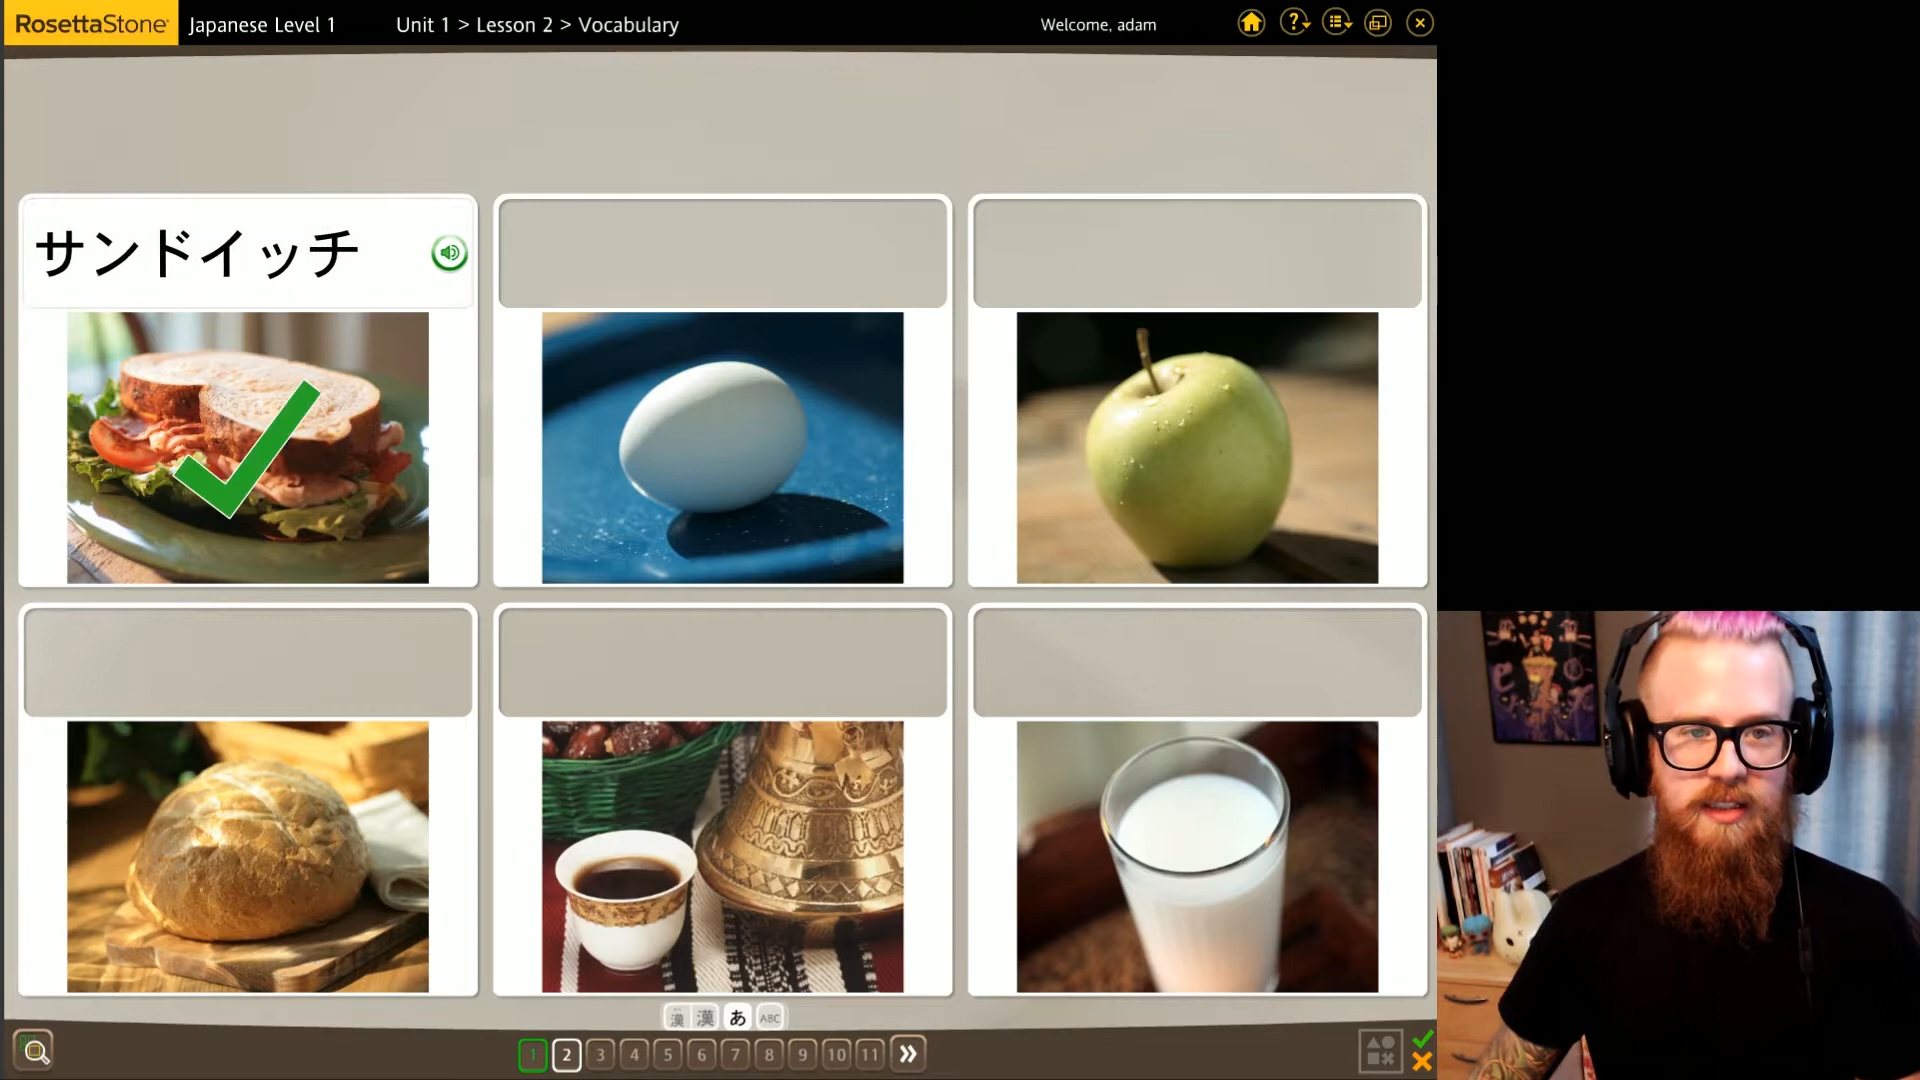 RosettaStone Japanese Level 1 Unit 1 > Lesson 2 > Vocabulary Welcome, adam
サンドイッチ
漢 漢 あ ABC
1 2 3 4 5 6 7 8 9 10 11